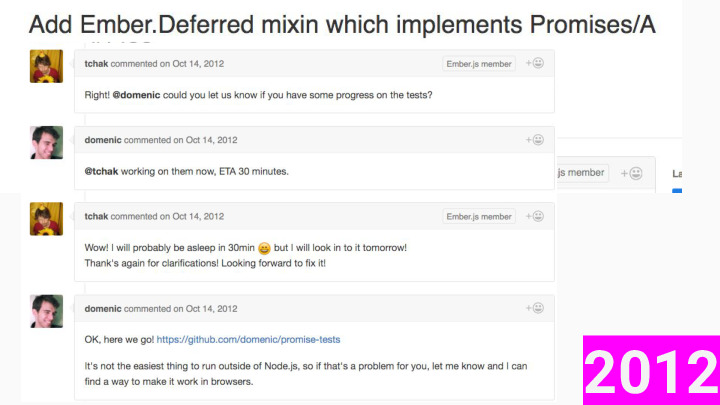 Add Ember.Deferred mixin which implements Promises/A
tchak commented on Oct 14, 2012 Ember.js member
Right! @domenic could you let us know if you have some progress on the tests?
domenic commented on Oct 14, 2012
@tchak working on them now, ETA 30 minutes.
js member
La
tchak commented on Oct 14, 2012 Ember.js member
Wow! I will probably be asleep in 30min 😄 but I will look in to it tomorrow!
Thank's again for clarifications! Looking forward to fix it!
domenic commented on Oct 14, 2012
OK, here we go! https://github.com/domenic/promise-tests
It's not the easiest thing to run outside of Node.js, so if that's a problem for you, let me know and I can
find a way to make it work in browsers.
2012